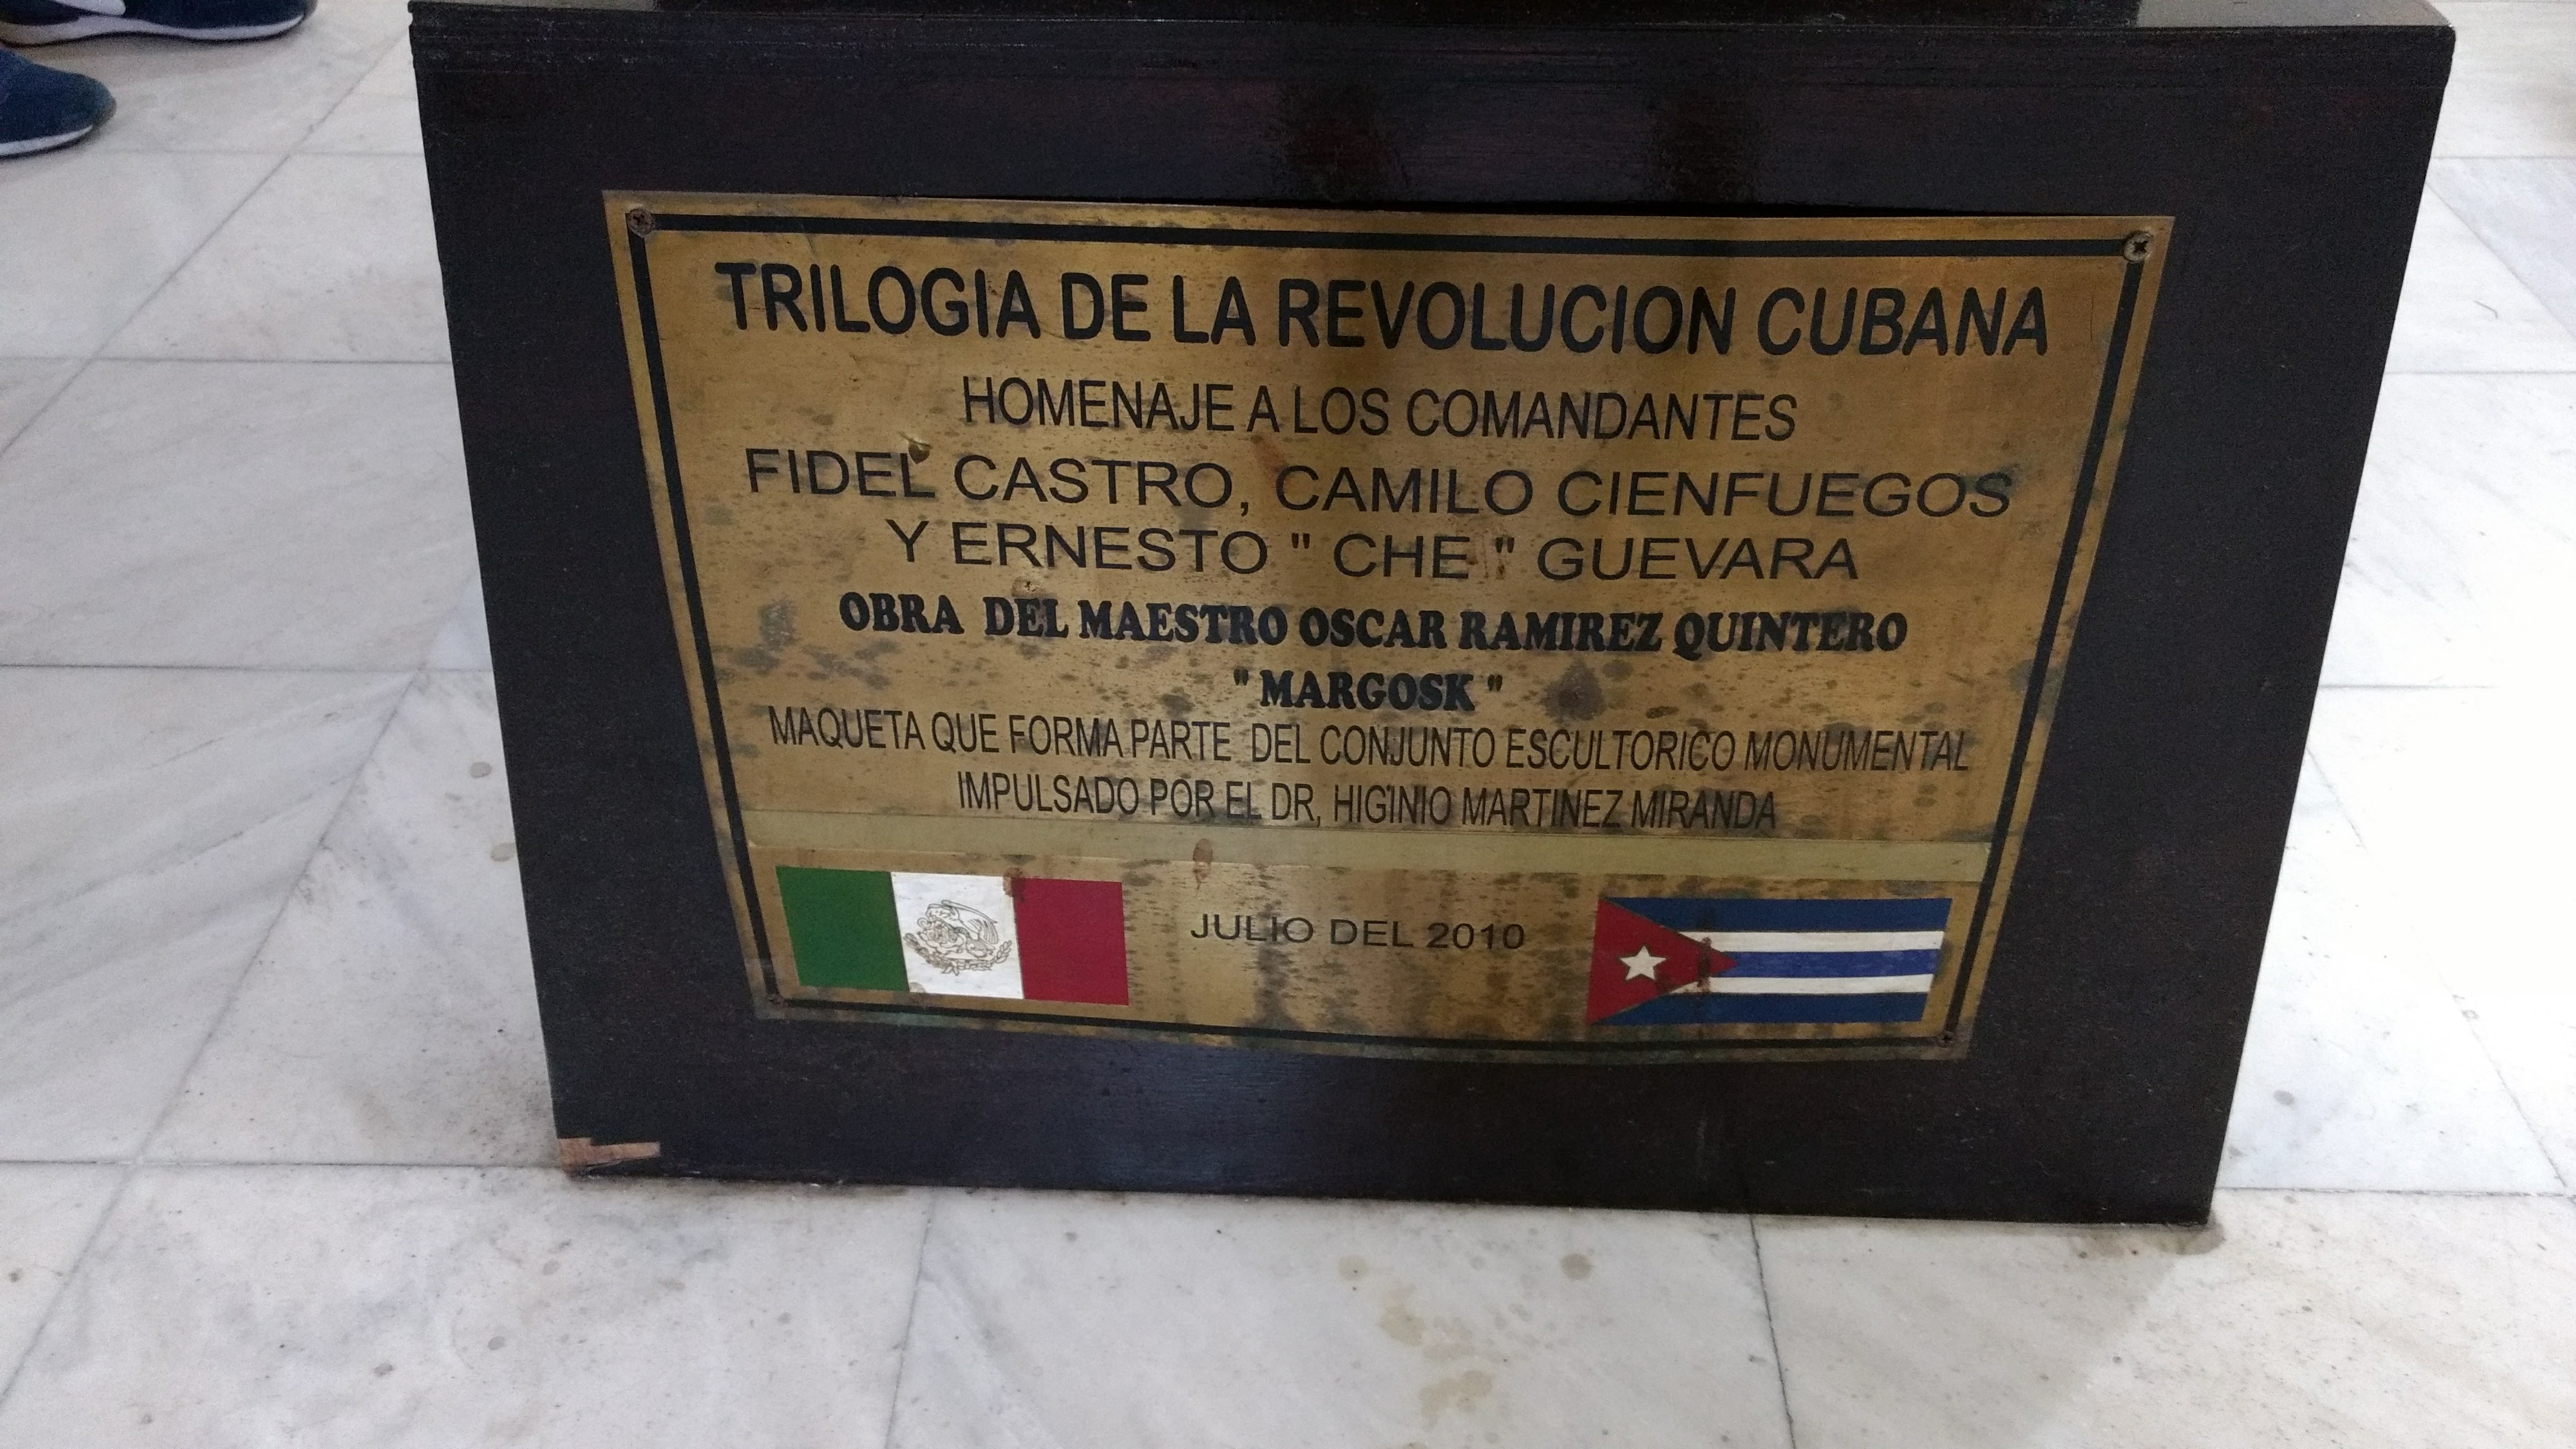 TRILOGIA DE LA REVOLUCION CUBANA
HOMENAJE A LOS COMANDANTES
FIDEL CASTRO, CAMILO CIENFUEGOS
Y ERNESTO " CHE " GUEVARA
OBRA DEL MAESTRO OSCAR RAMIREZ QUINTERO
" MARGOSK "
MAQUETA QUE FORMA PARTE DEL CONJUNTO ESCULTORICO MONUMENTAL
IMPULSADO POR EL DR, HIGINIO MARTINEZ MIRANDA
JULIO DEL 2010